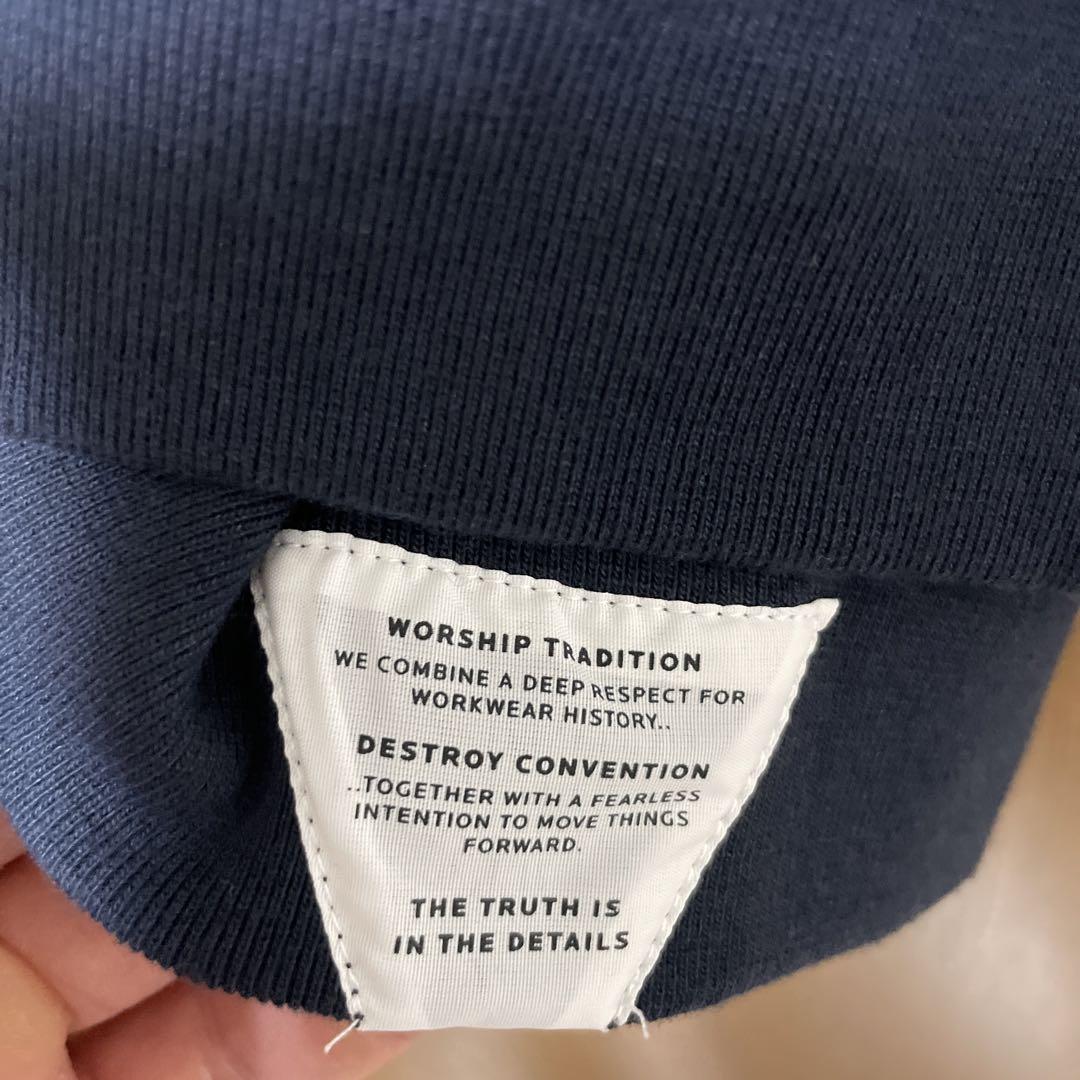 WORSHIP TRADITION
WE COMBINE A DEEP RESPECT FOR
WORKWEAR HISTORY..
DESTROY CONVENTION
..TOGETHER WITH A FEARLESS
INTENTION TO MOVE THINGS
FORWARD.
THE TRUTH IS
IN THE DETAILS